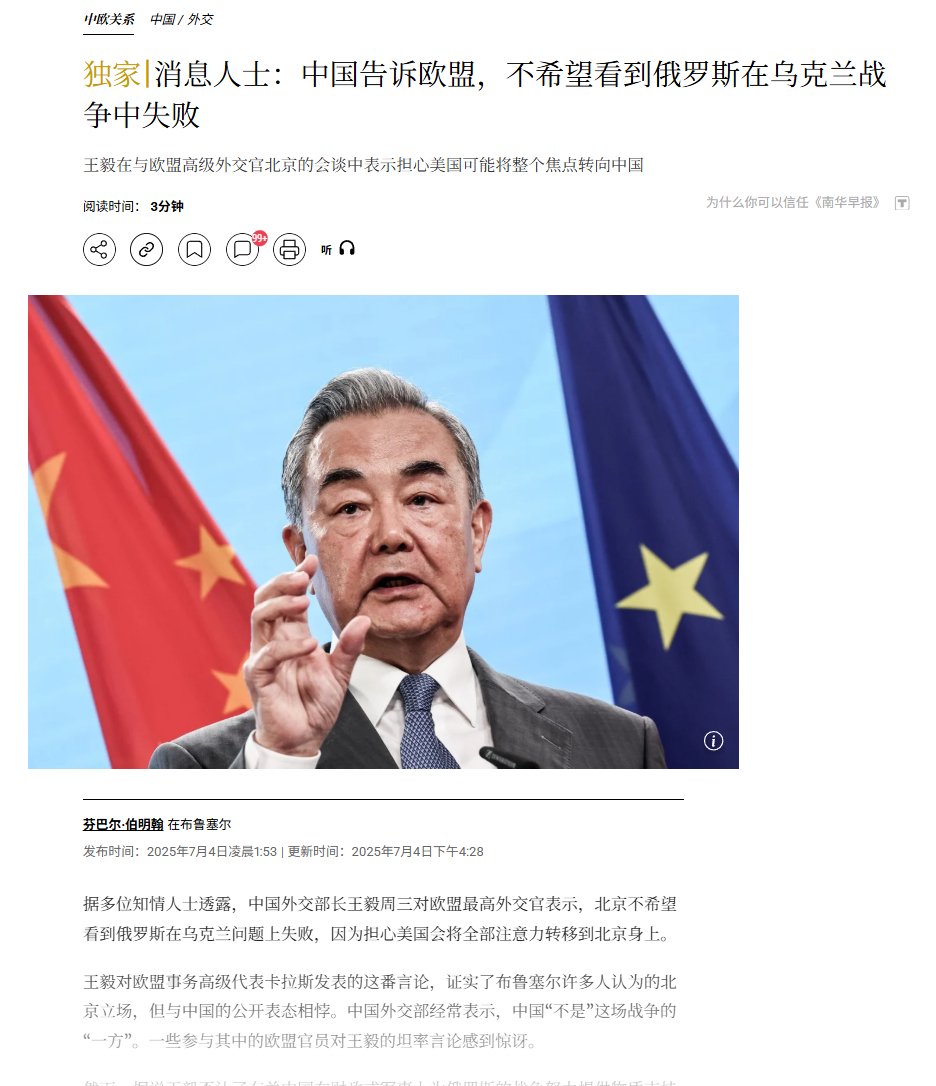 中欧关系 中国 / 外交
独家|消息人士：中国告诉欧盟，不希望看到俄罗斯在乌克兰战
争中失败
王毅在与欧盟高级外交官北京的会谈中表示担心美国可能将整个焦点转向中国
阅读时间： 3分钟
为什么你可以信任《南华早报》
99+
听
芬巴尔·伯明翰 在布鲁塞尔
发布时间：2025年7月4日凌晨1:53 | 更新时间：2025年7月4日下午4:28
据多位知情人士透露，中国外交部长王毅周三对欧盟最高外交官表示，北京不希望
看到俄罗斯在乌克兰问题上失败，因为担心美国会将全部注意力转移到北京身上。
王毅对欧盟事务高级代表卡拉斯发表的这番言论，证实了布鲁塞尔许多人认为的北
京立场，但与中国的公开表态相悖。中国外交部经常表示，中国“不是”这场战争的
“一方”。一些参与其中的欧盟官员对王毅的坦率言论感到惊讶。